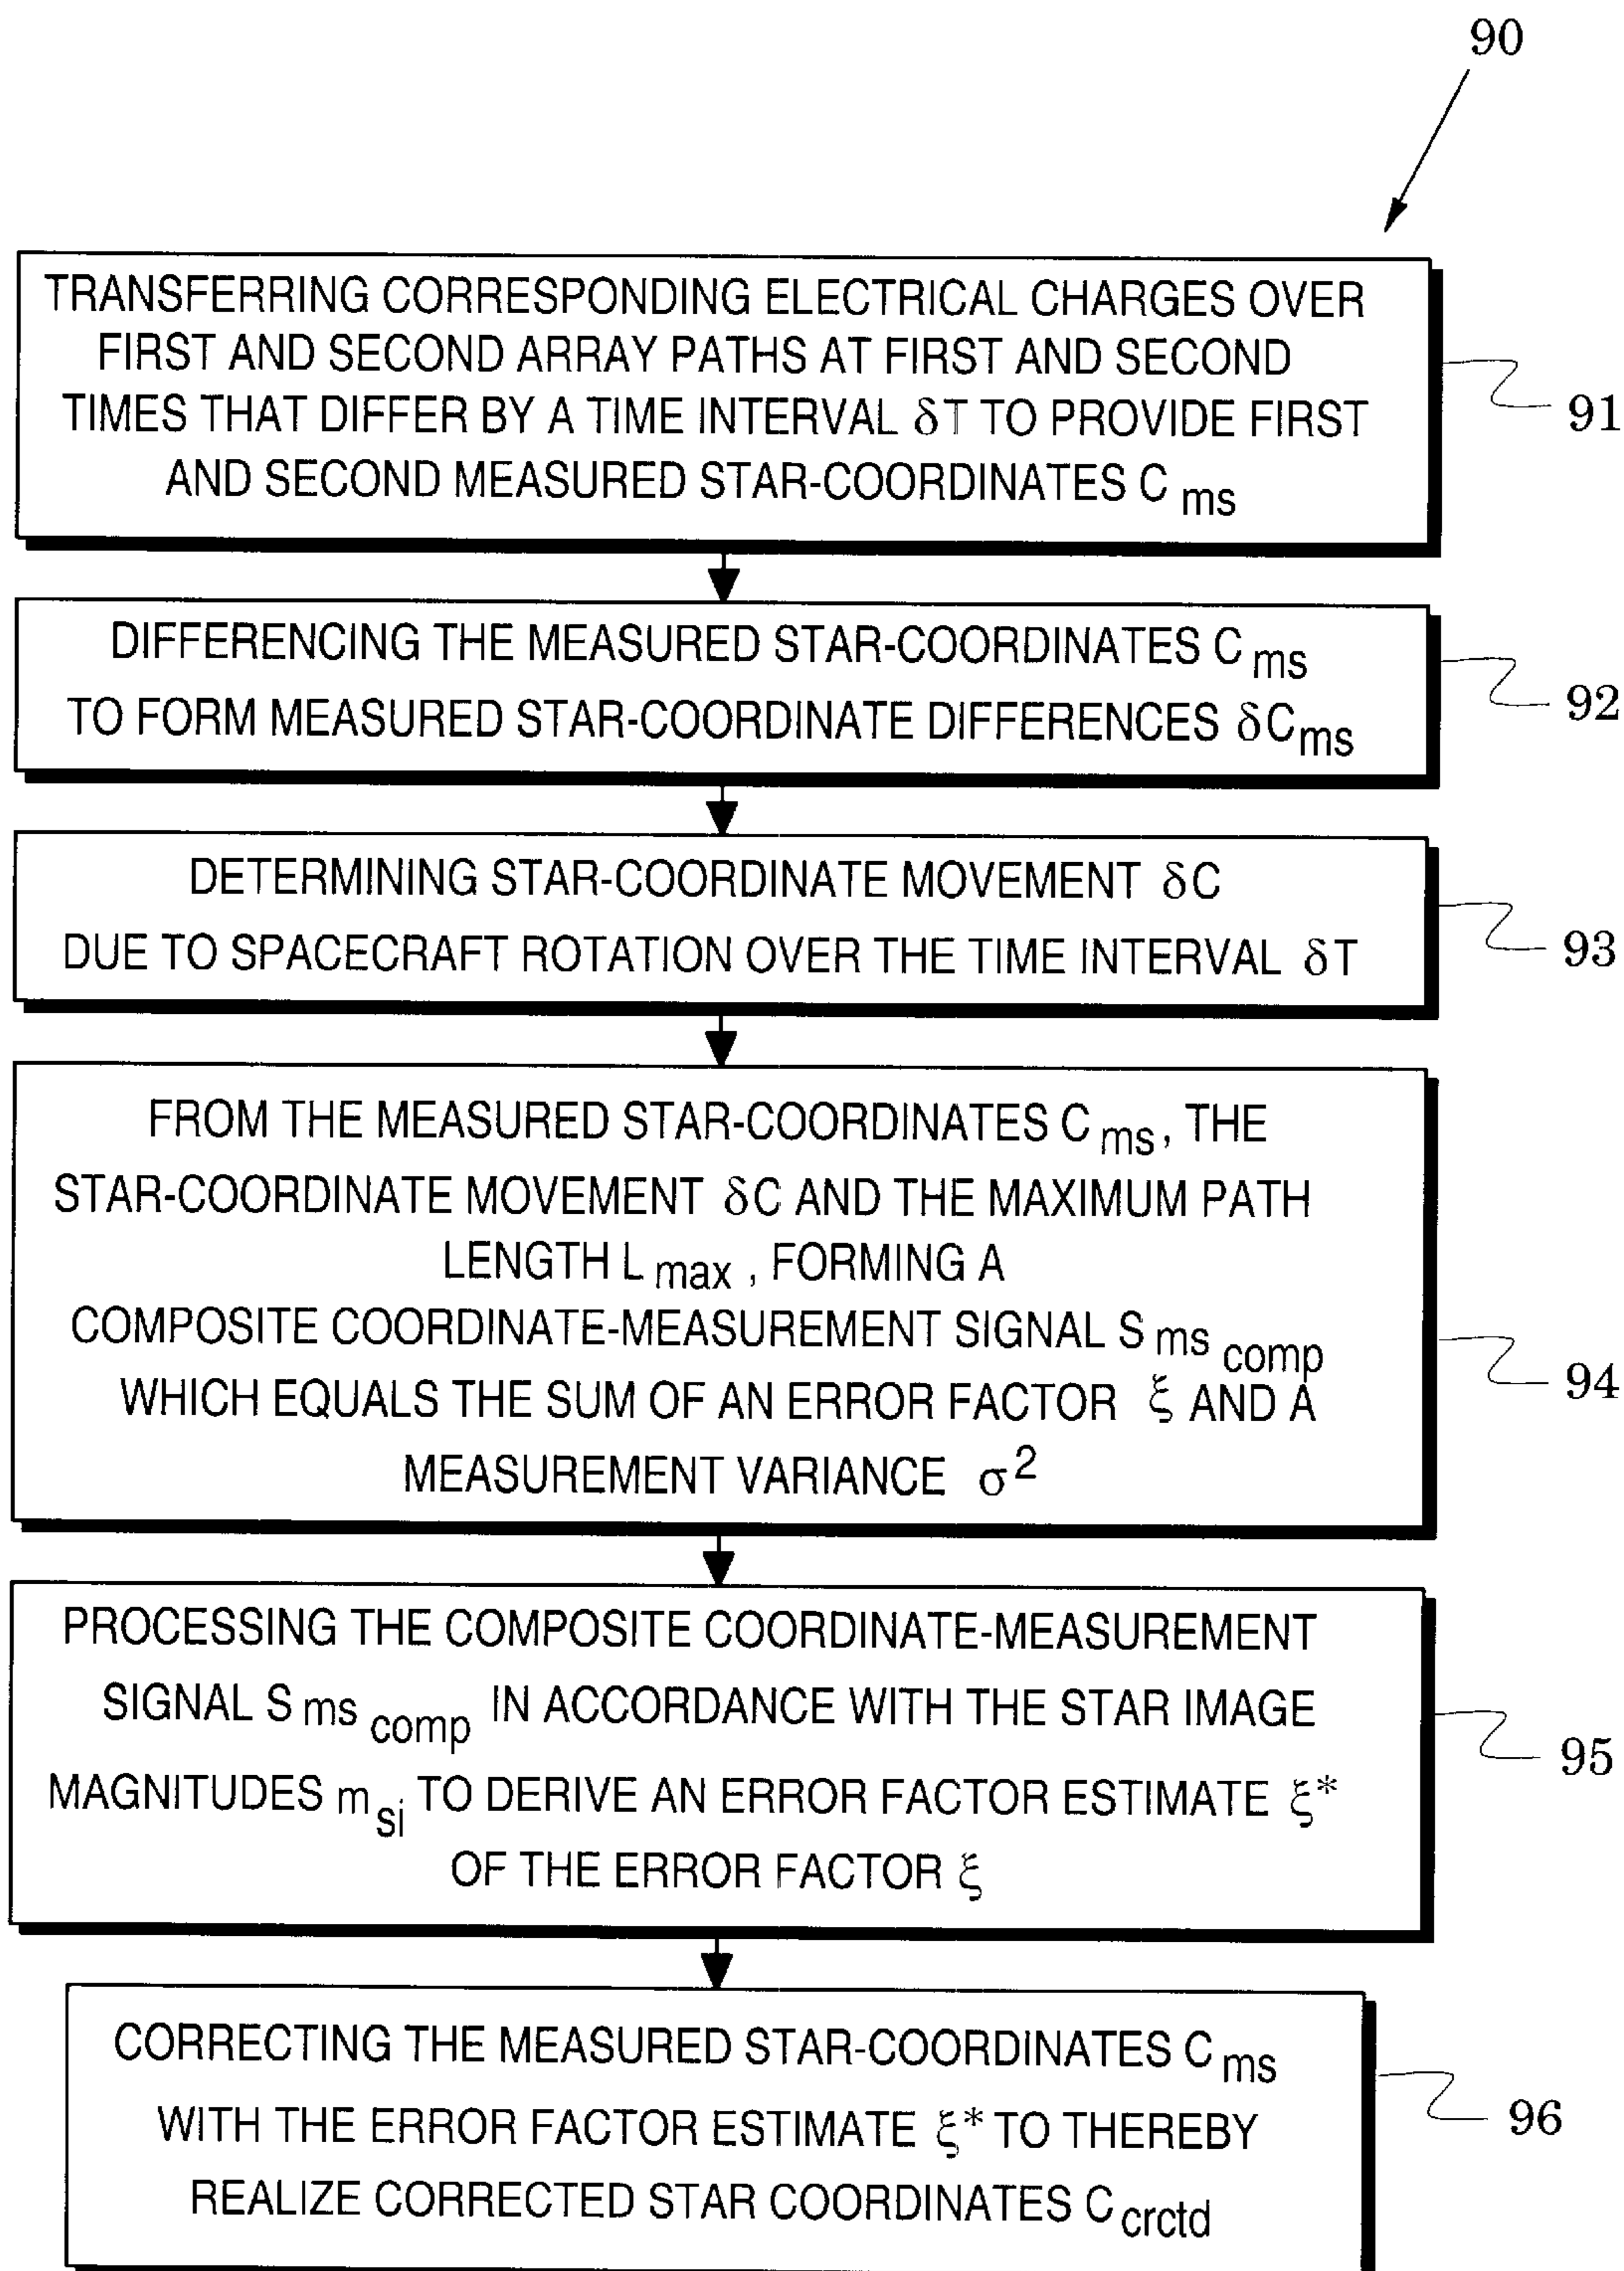 90
TRANSFERRING CORRESPONDING ELECTRICAL CHARGES OVER
FIRST AND SECOND ARRAY PATHS AT FIRST AND SECOND
TIMES THAT DIFFER BY A TIME INTERVAL δT TO PROVIDE FIRST
AND SECOND MEASURED STAR-COORDINATES C ms
91
DIFFERENCING THE MEASURED STAR-COORDINATES C ms
TO FORM MEASURED STAR-COORDINATE DIFFERENCES δCms
92
DETERMINING STAR-COORDINATE MOVEMENT δC
DUE TO SPACECRAFT ROTATION OVER THE TIME INTERVAL δT
93
FROM THE MEASURED STAR-COORDINATES C ms, THE
STAR-COORDINATE MOVEMENT δC AND THE MAXIMUM PATH
LENGTH L max , FORMING A
COMPOSITE COORDINATE-MEASUREMENT SIGNAL S ms comp
WHICH EQUALS THE SUM OF AN ERROR FACTOR ξ AND A
MEASUREMENT VARIANCE σ²
94
PROCESSING THE COMPOSITE COORDINATE-MEASUREMENT
SIGNAL S ms comp IN ACCORDANCE WITH THE STAR IMAGE
MAGNITUDES m si TO DERIVE AN ERROR FACTOR ESTIMATE ξ*
OF THE ERROR FACTOR ξ
95
CORRECTING THE MEASURED STAR-COORDINATES C ms
WITH THE ERROR FACTOR ESTIMATE ξ* TO THEREBY
REALIZE CORRECTED STAR COORDINATES C crctd
96